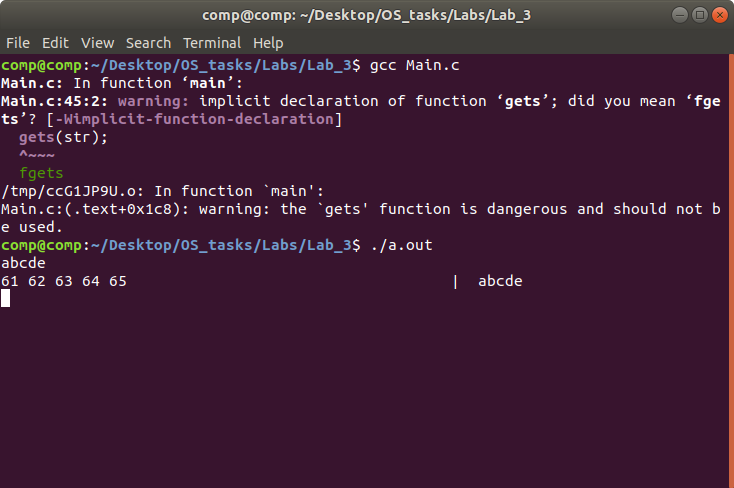 comp@comp: ~/Desktop/OS_tasks/Labs/Lab_3
File Edit View Search Terminal Help
comp@comp:~/Desktop/OS_tasks/Labs/Lab_3$ gcc Main.c
Main.c: In function ‘main’:
Main.c:45:2: warning: implicit declaration of function ‘gets’; did you mean ‘fge
ts’? [-Wimplicit-function-declaration]
  gets(str);
  ^~~~
  fgets
/tmp/ccG1JP9U.o: In function `main':
Main.c:(.text+0x1c8): warning: the `gets' function is dangerous and should not b
e used.
comp@comp:~/Desktop/OS_tasks/Labs/Lab_3$ ./a.out
abcde
61 62 63 64 65                                    |  abcde